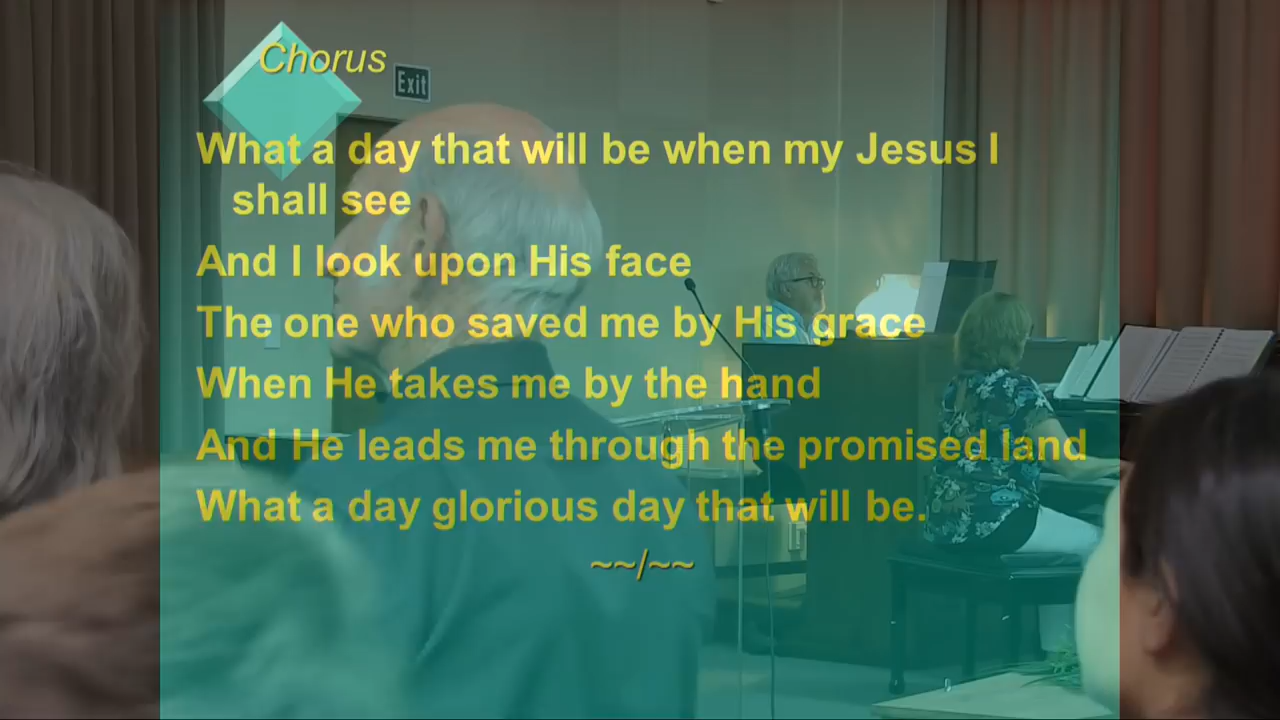 Chorus
Exit
What a day that will be when my Jesus I
shall see
And I look upon His face
The one who saved me by His grace
When He takes me by the hand
And He leads me through the promised land
What a day glorious day that will be.
~~/~~